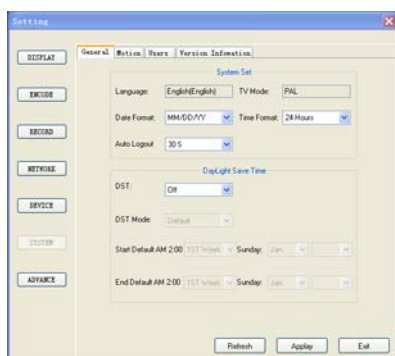 Setting
General Motion Users Version Infomation
DISPLAY
ENCODE
RECORD
NETWORK
DEVICE
SYSTEM
ADVANCE
System Set
Language: English(English) TV Mode: PAL
Date Format: MM/DD/YY Time Format: 24 Hours
Auto Logout 30 S
DayLight Save Time
DST: Off
DST Mode: Default
Start Default AM 2:00 1ST Week Sunday: Jan.
End Default AM 2:00 1ST Week Sunday: Jan.
Refresh Applay Exit